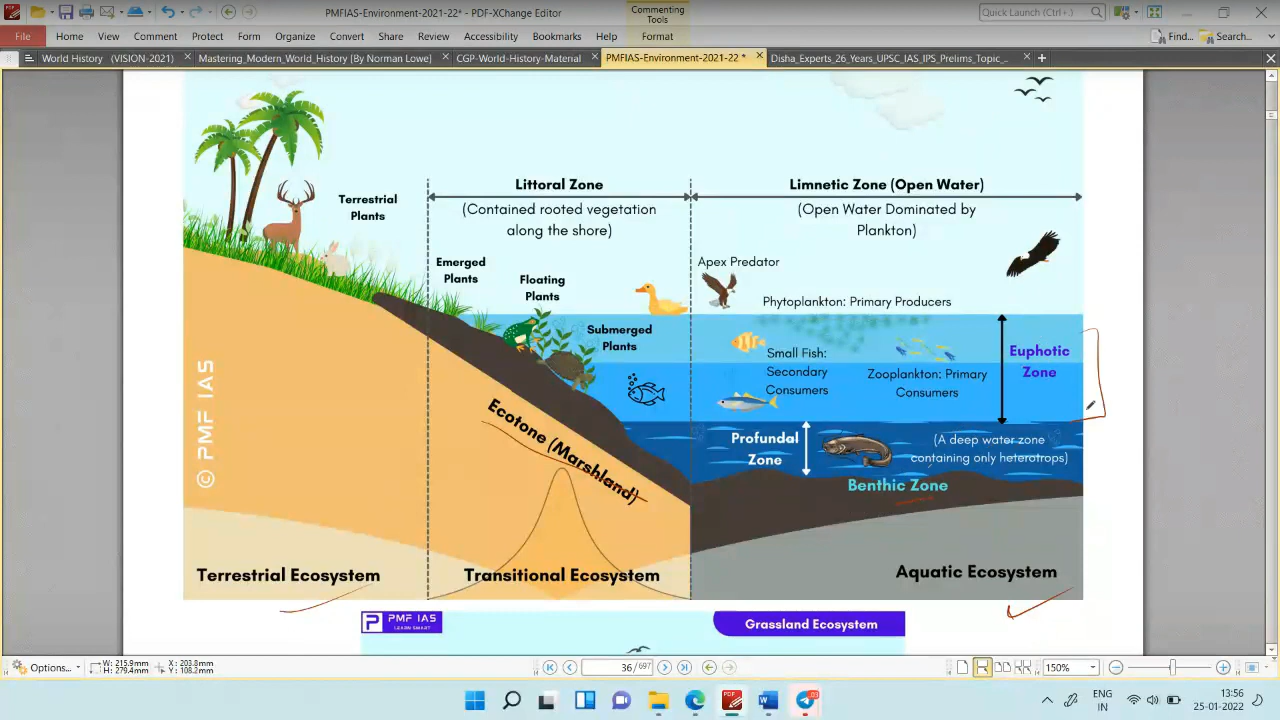 PMFIAS-Environment-2021-22* - PDF-XChange Editor
Commenting
Tools
Quick Launch (Ctrl+.)
File
Home
View
Comment
Protect
Form
Organize
Convert
Share
Review
Accessibility
Bookmarks
Help
Format
Find...
Search...
World History (VISION-2021)
Mastering_Modern_World_History [By Norman Lowe]
CGP-World-History-Material
PMFIAS-Environment-2021-22 *
Disha_Experts_26_Years_UPSC_IAS_IPS_Prelims_Topic_...
Littoral Zone
Limnetic Zone (Open Water)
Terrestrial
Plants
(Contained rooted vegetation
along the shore)
(Open Water Dominated by
Plankton)
Emerged
Plants
Floating
Plants
Apex Predator
Phytoplankton: Primary Producers
Submerged
Plants
Small Fish:
Secondary
Consumers
Zooplankton: Primary
Consumers
Euphotic
Zone
© PMF IAS
Ecotone (Marshland)
Profundal
Zone
(A deep water zone
containing only heterotrops)
Benthic Zone
Terrestrial Ecosystem
Transitional Ecosystem
Aquatic Ecosystem
P PMF IAS
LEARN SMART
Grassland Ecosystem
Options...
W: 215.9mm
H: 279.4mm
X: 203.8mm
Y: 108.2mm
36 / 697
150%
ENG
IN
13:56
25-01-2022